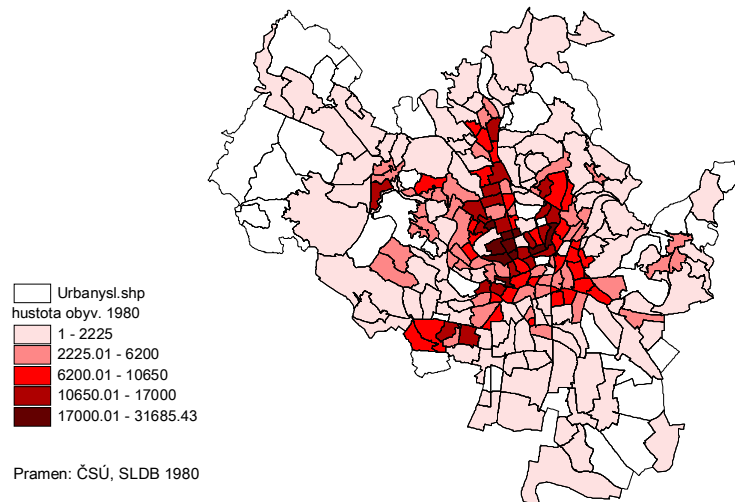 Urbanysl.shp
hustota obyv. 1980
1 - 2225
2225.01 - 6200
6200.01 - 10650
10650.01 - 17000
17000.01 - 31685.43
Pramen: ČSÚ, SLDB 1980